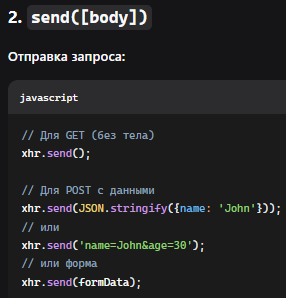 2. send([body])
Отправка запроса:
javascript
// Для GET (без тела)
xhr.send();
// Для POST с данными
xhr.send(JSON.stringify({name: 'John'}));
// или
xhr.send('name=John&age=30');
// или форма
xhr.send(formData);